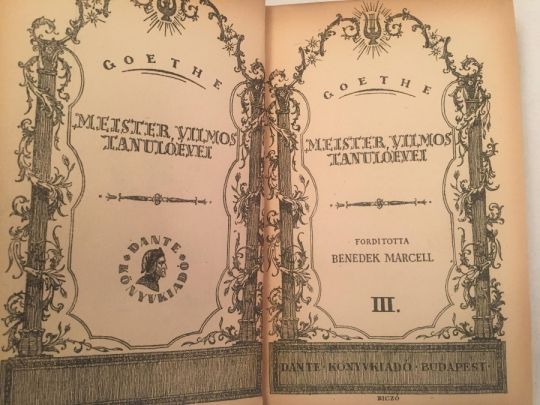 GOETHE
MEISTER VILMOS
TANULÓÉVEI
DANTE
KÖNYVKIADÓ
GOETHE
MEISTER VILMOS
TANULÓÉVEI
FORDITOTTA
BENEDEK MARCELL
III.
DANTE · KÖNYVKIADÓ · BUDAPEST
BICZÓ